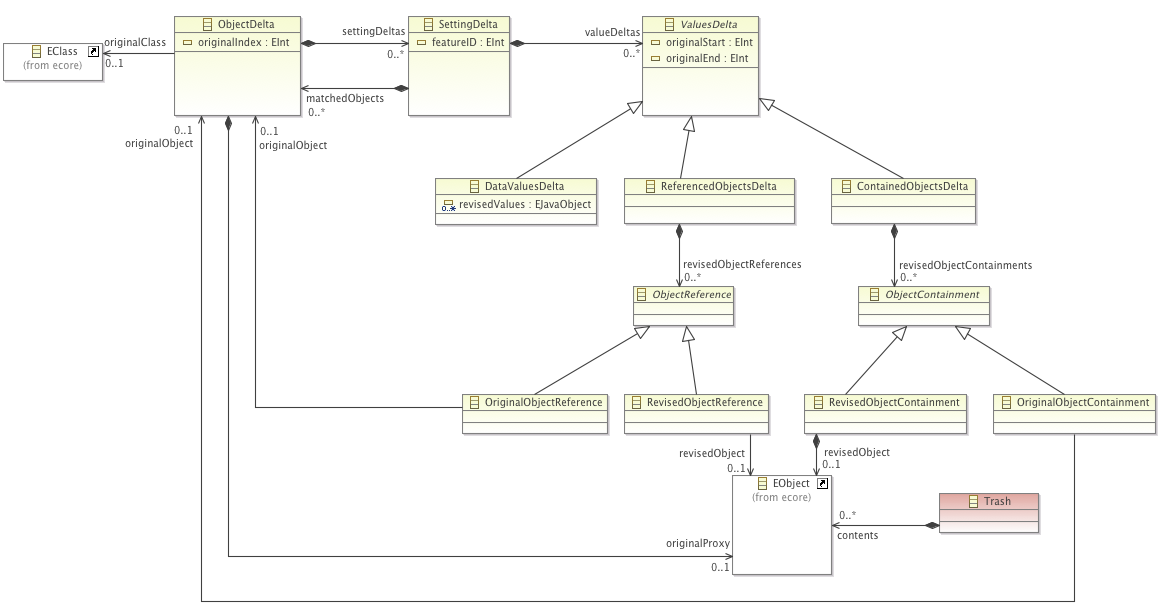 ObjectDelta
originalIndex : EInt
settingDeltas
0..*
SettingDelta
featureID : EInt
valueDeltas
0..*
ValuesDelta
originalStart : EInt
originalEnd : EInt
originalClass
0..1
EClass
(from ecore)
matchedObjects
0..*
0..1
originalObject
0..1
originalObject
DataValuesDelta
0..* revisedValues : EJavaObject
ReferencedObjectsDelta
ContainedObjectsDelta
revisedObjectReferences
0..*
revisedObjectContainments
0..*
ObjectReference
ObjectContainment
OriginalObjectReference
RevisedObjectReference
RevisedObjectContainment
OriginalObjectContainment
revisedObject
0..1
revisedObject
0..1
EObject
(from ecore)
Trash
0..*
contents
originalProxy
0..1